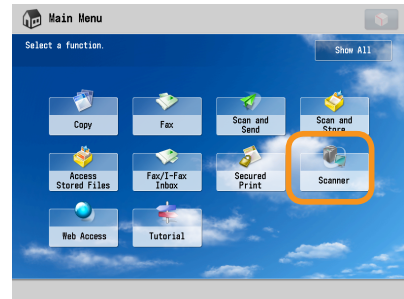 Main Menu
Select a function.
Show All
Copy
Fax
Scan and
Send
Scan and
Store
Access
Stored Files
Fax/I-Fax
Inbox
Secured
Print
Scanner
Web Access
Tutorial